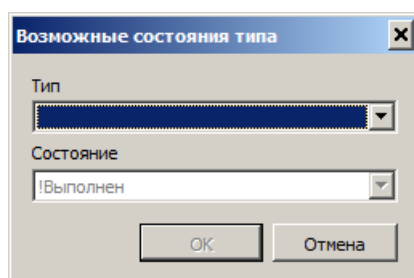 Возможные состояния типа
Тип
Состояние
!Выполнен
OK
Отмена